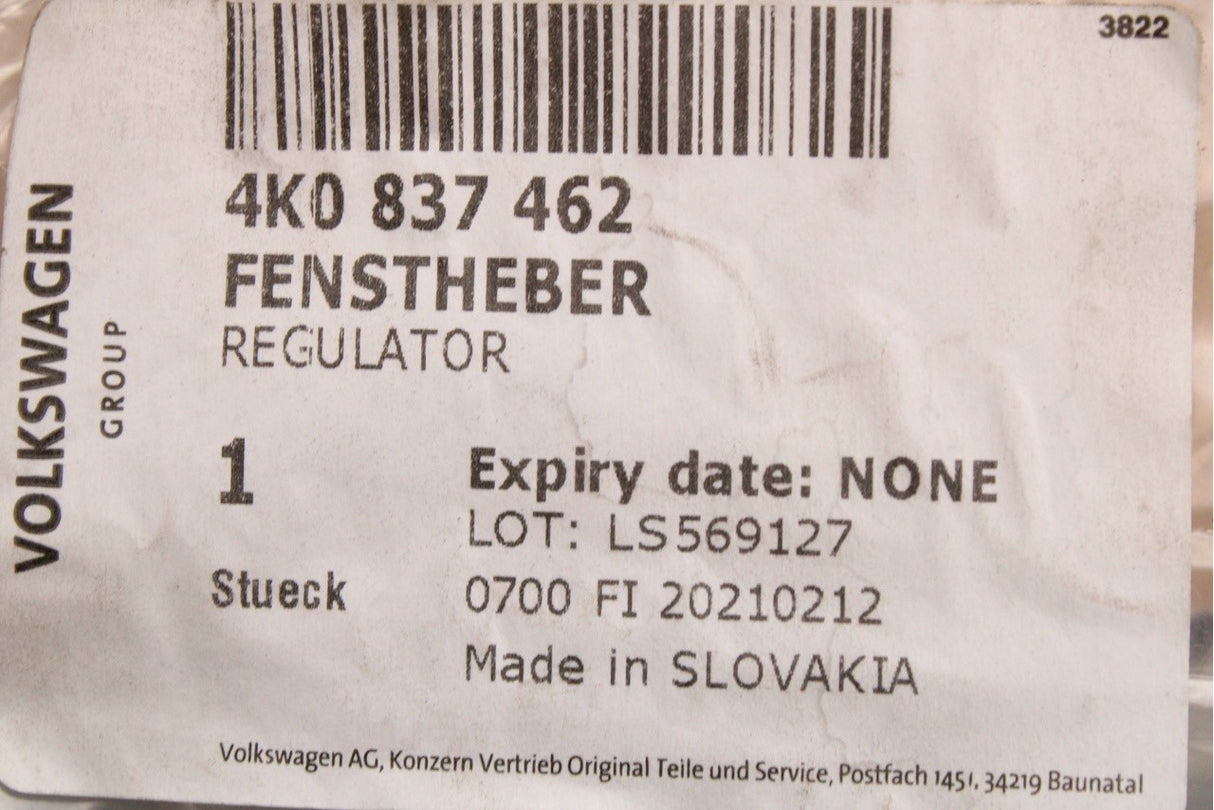 3822
4K0 837 462
FENSTHEBER
REGULATOR
1
Expiry date: NONE
LOT: LS569127
Stueck
0700 FI 20210212
Made in SLOVAKIA
Volkswagen AG, Konzern Vertrieb Original Teile und Service, Postfach 1451, 34219 Baunatal
VOLKSWAGEN
GROUP